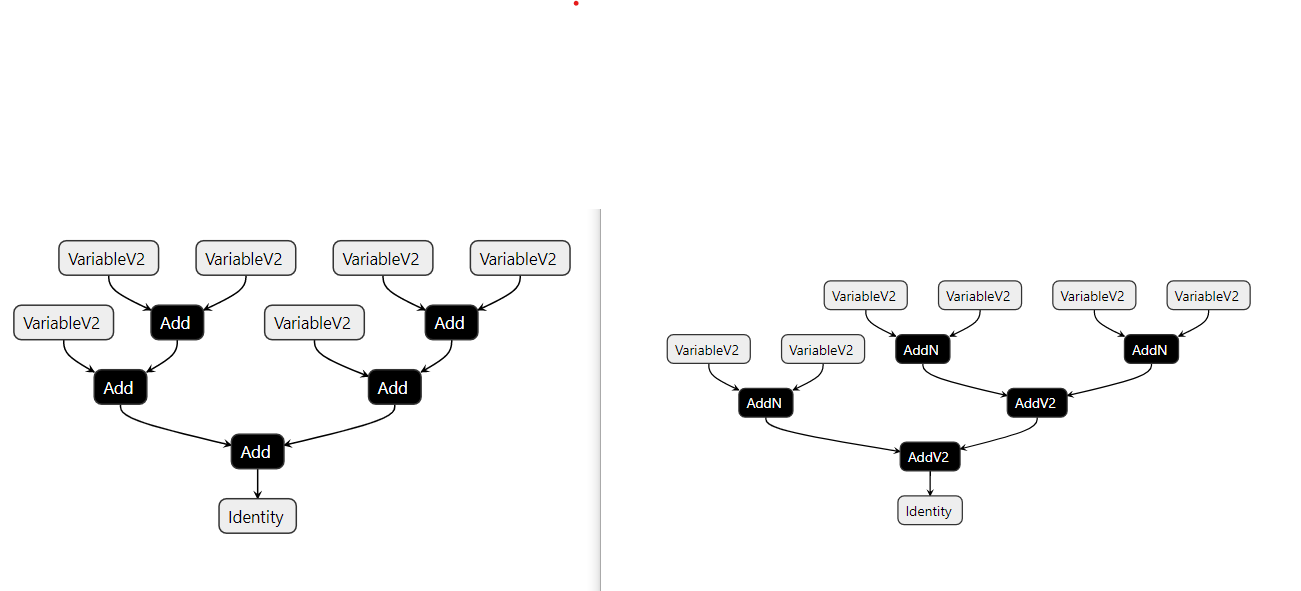 VariableV2 VariableV2 VariableV2 VariableV2
VariableV2 Add VariableV2 Add
Add Add
Add
Identity
VariableV2 VariableV2 VariableV2 VariableV2
VariableV2 VariableV2 AddN AddN
AddN AddV2
AddV2
Identity